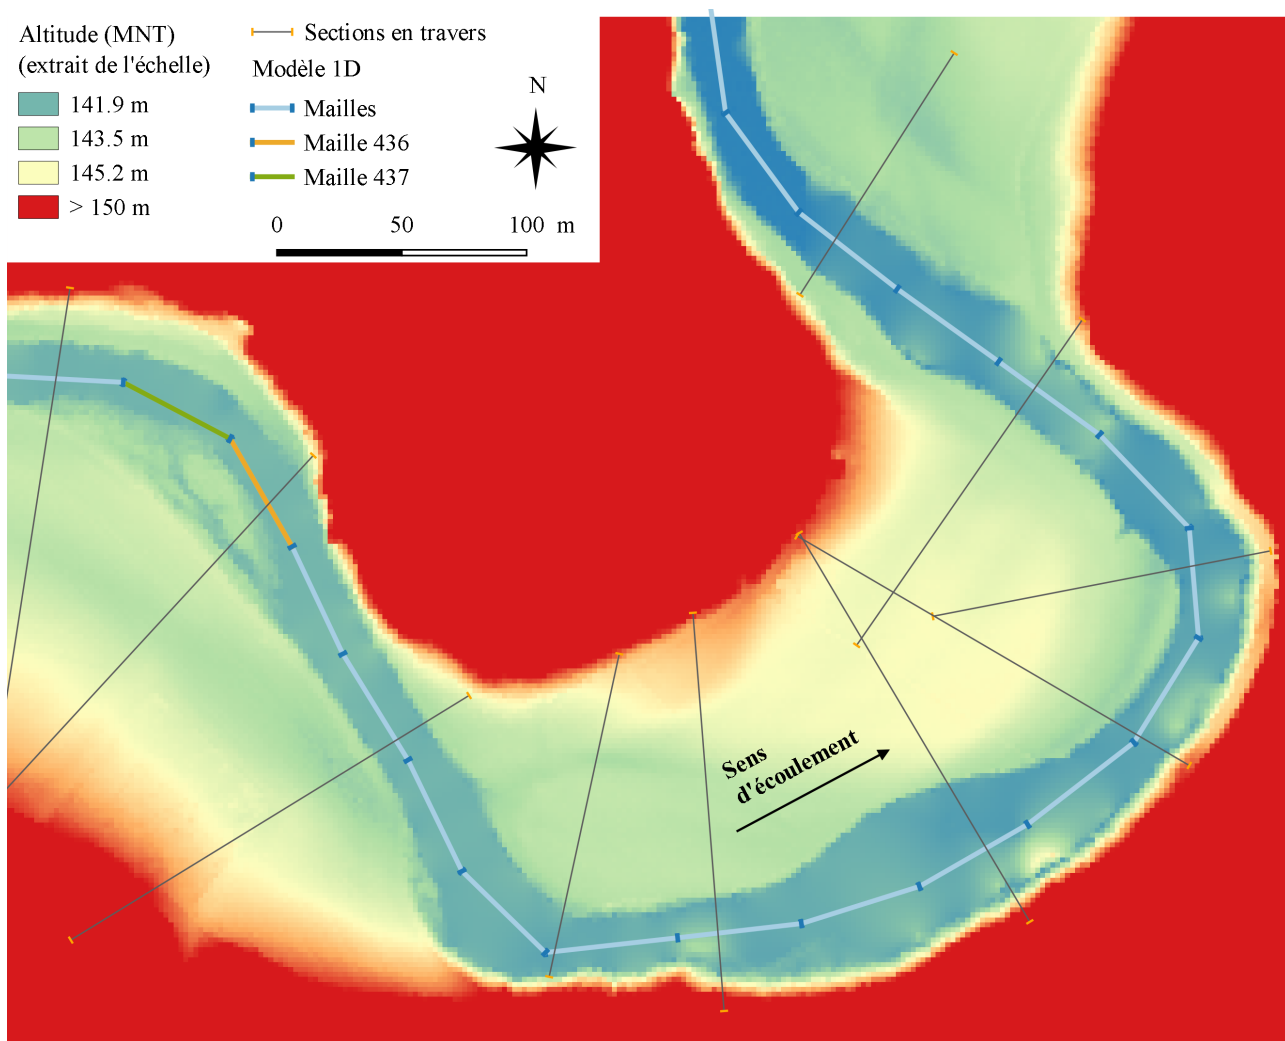 Altitude (MNT)
(extrait de l'échelle)
141.9 m
143.5 m
145.2 m
> 150 m
Sections en travers
Modèle 1D
Mailles
Maille 436
Maille 437
N
0 50 100 m
Sens
d'écoulement